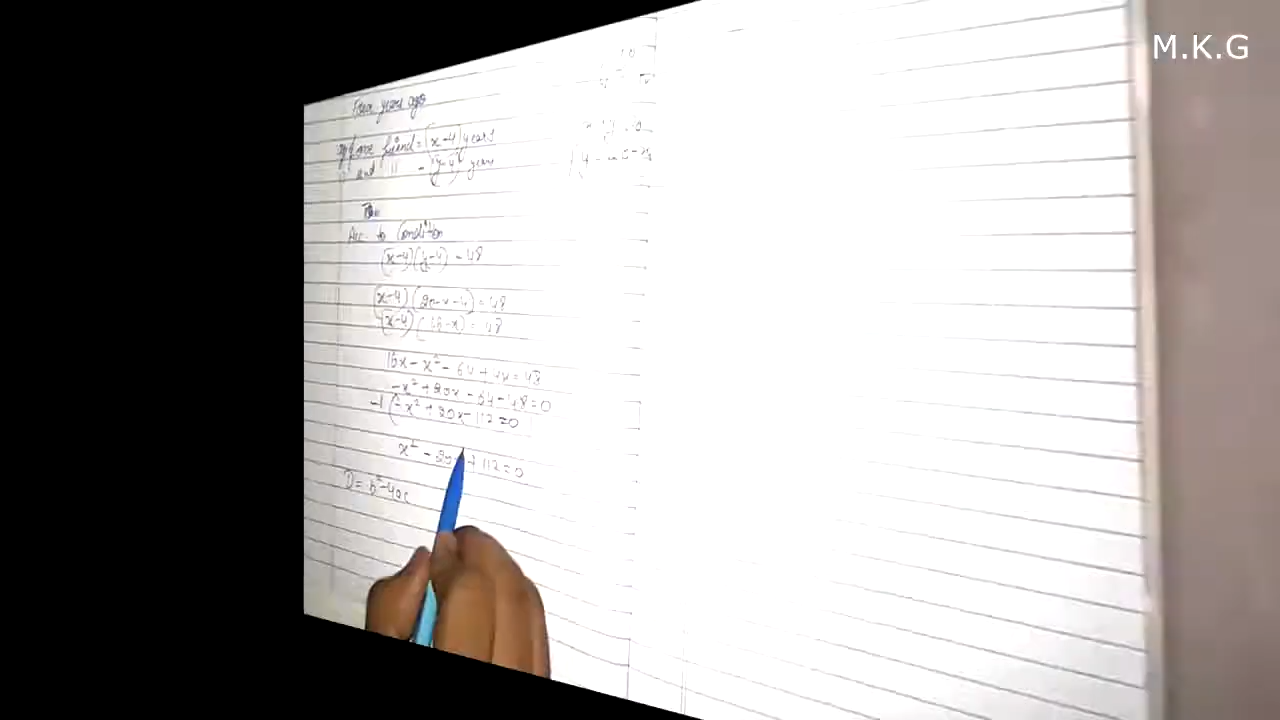 M.K.G
Four years ago
Age of one friend = (x-4) years
and " - (y-4) years
Acc. to Condition
(x-4)(y-4) = 48
(x-4)(20-x-4) = 48
(x-4)(16-x) = 48
16x - x² - 64 + 4x = 48
-x² + 20x - 64 - 48 = 0
-1(-x² + 20x - 112 = 0
x² - 20x + 112 = 0
D = b² - 4ac